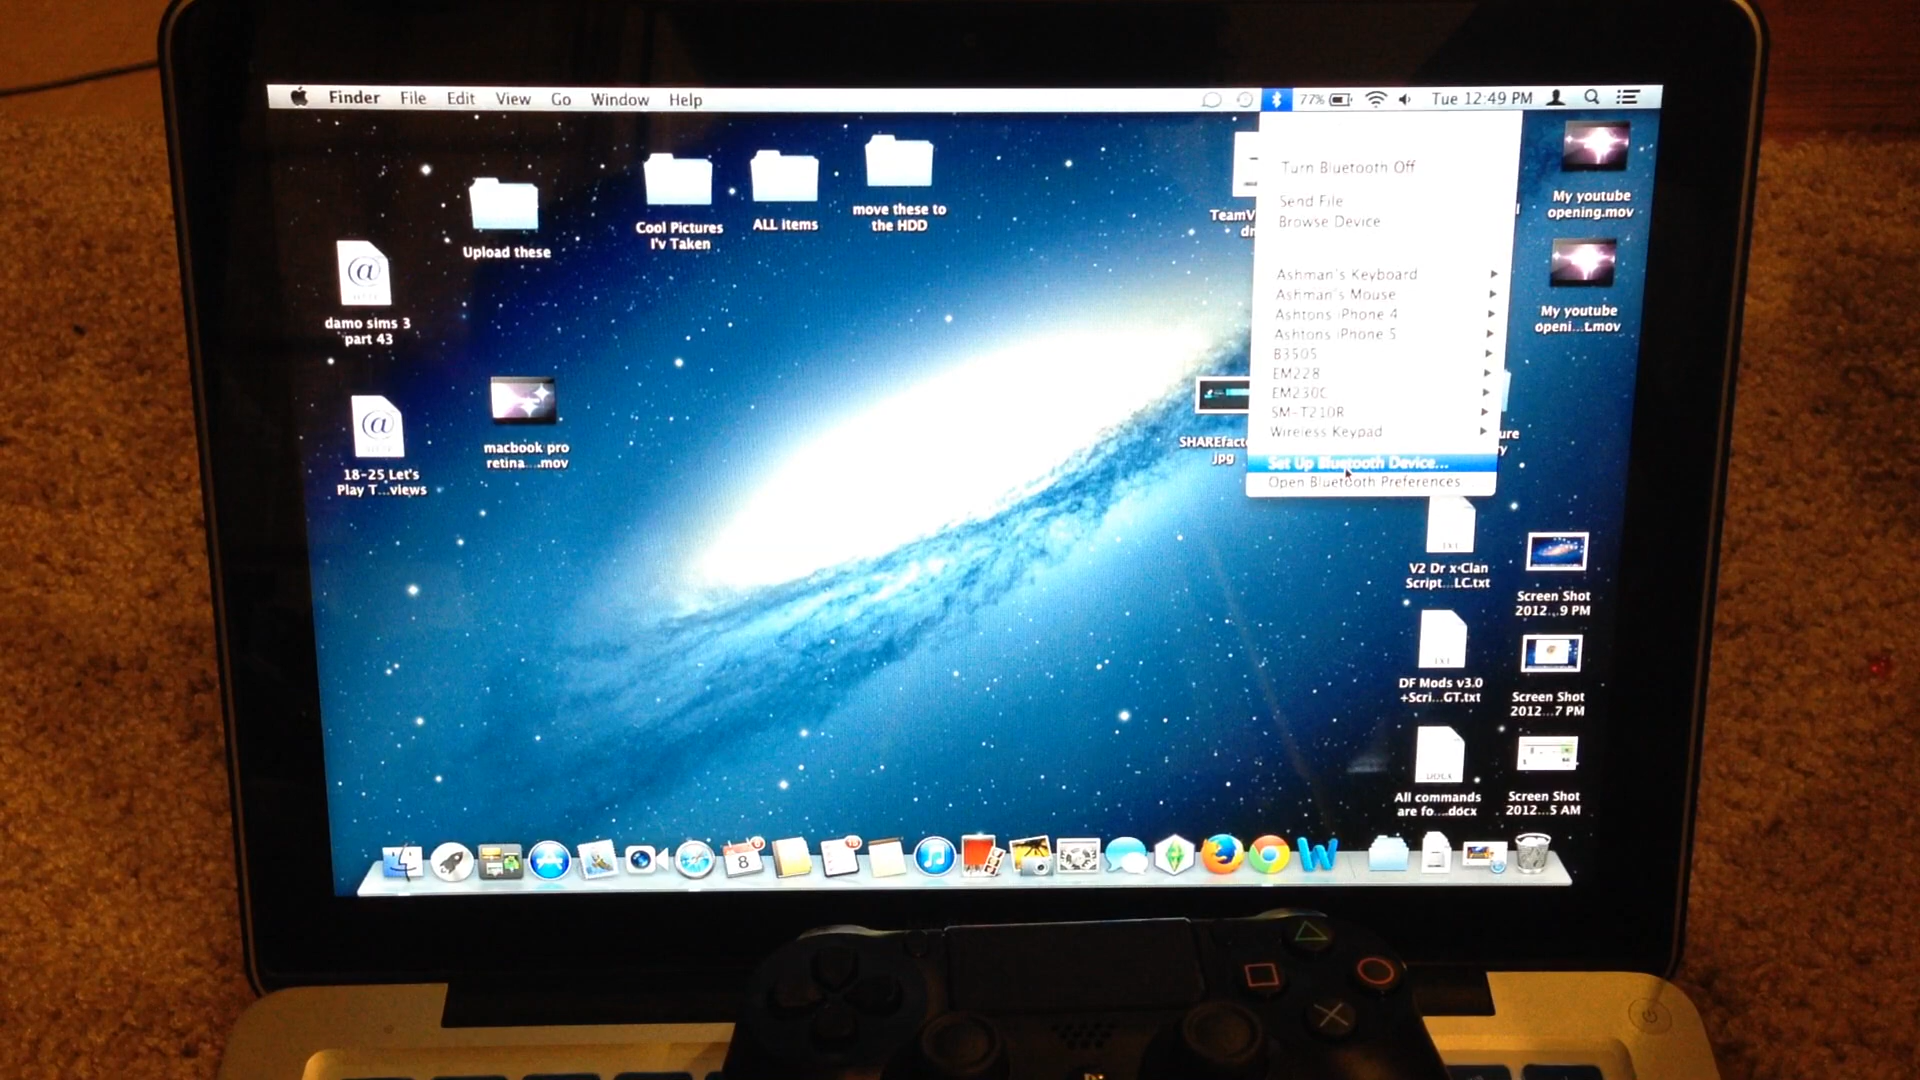 Finder File Edit View Go Window Help
77% Tue 12:49 PM
Turn Bluetooth Off
Send File
Browse Device
Ashman's Keyboard
Ashman's Mouse
Ashtons iPhone 4
Ashtons iPhone 5
B3505
EM228
EM230C
SM-T210R
Wireless Keypad
Set Up Bluetooth Device...
Open Bluetooth Preferences...
Upload these
Cool Pictures
I'v Taken
ALL items
move these to
the HDD
TeamV
My youtube
opening.mov
My youtube
openi...t.mov
damo sims 3
part 43
18-25 Let's
Play T...views
macbook pro
retina....mov
SHAREfact
jpg
V2 Dr x-Clan
Script...LC.txt
TXT
DF Mods v3.0
+Scri...GT.txt
TXT
All commands
are fo....docx
DOCX
Screen Shot
2012...9 PM
Screen Shot
2012...7 PM
Screen Shot
2012...5 AM
8